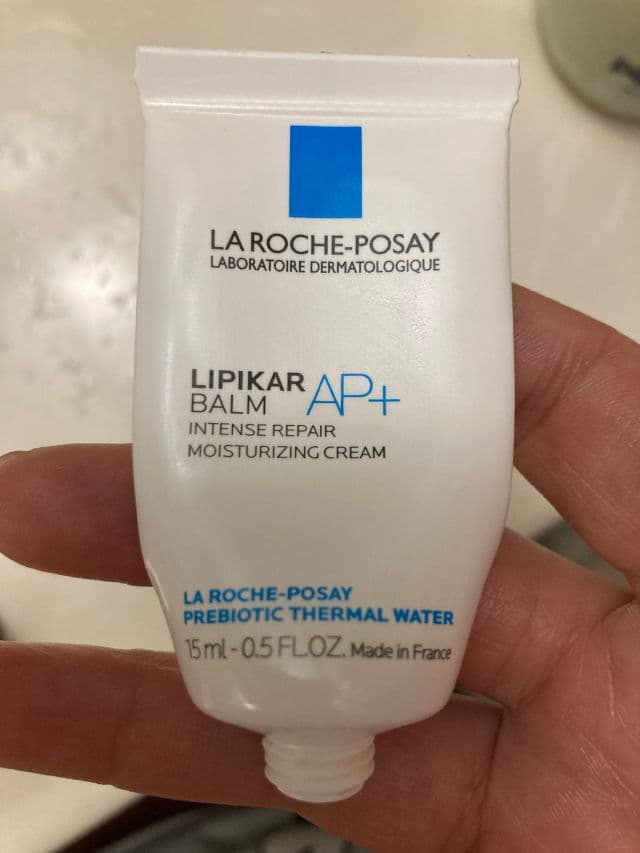 LA ROCHE-POSAY
LABORATOIRE DERMATOLOGIQUE
LIPIKAR AP+
BALM
INTENSE REPAIR
MOISTURIZING CREAM
LA ROCHE-POSAY
PREBIOTIC THERMAL WATER
15 ml - 0.5 FL.OZ. Made in France